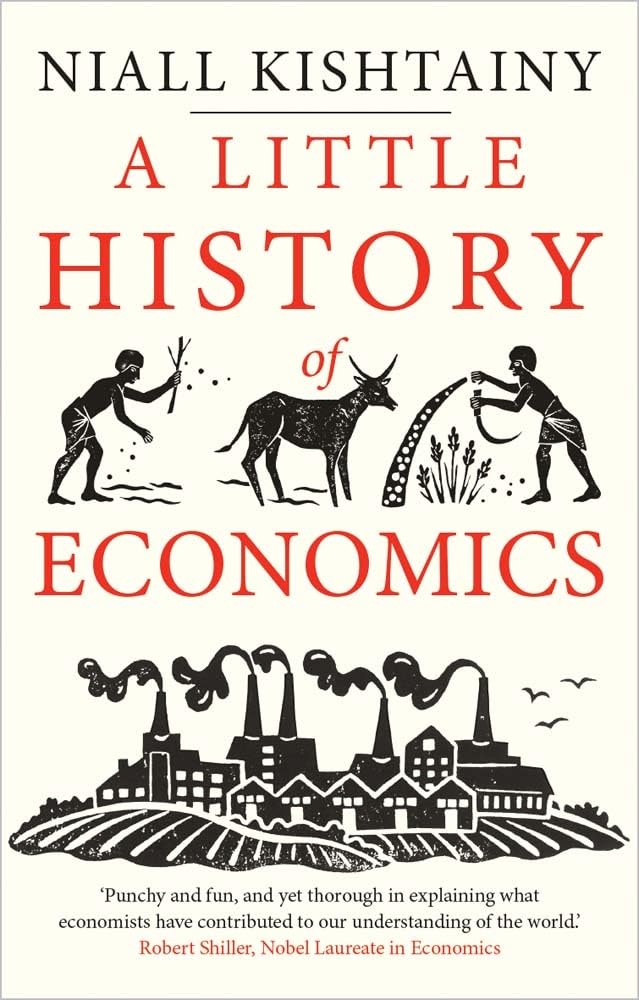 NIALL KISHTAINY
A LITTLE
HISTORY
of
ECONOMICS
‘Punchy and fun, and yet thorough in explaining what
economists have contributed to our understanding of the world.’
Robert Shiller, Nobel Laureate in Economics